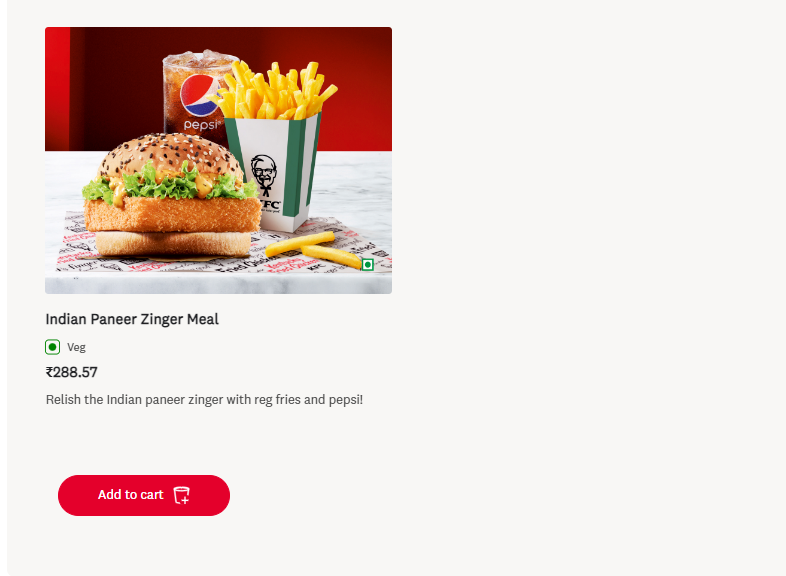 pepsi
KFC
Indian Paneer Zinger Meal
Veg
₹288.57
Relish the Indian paneer zinger with reg fries and pepsi!
Add to cart